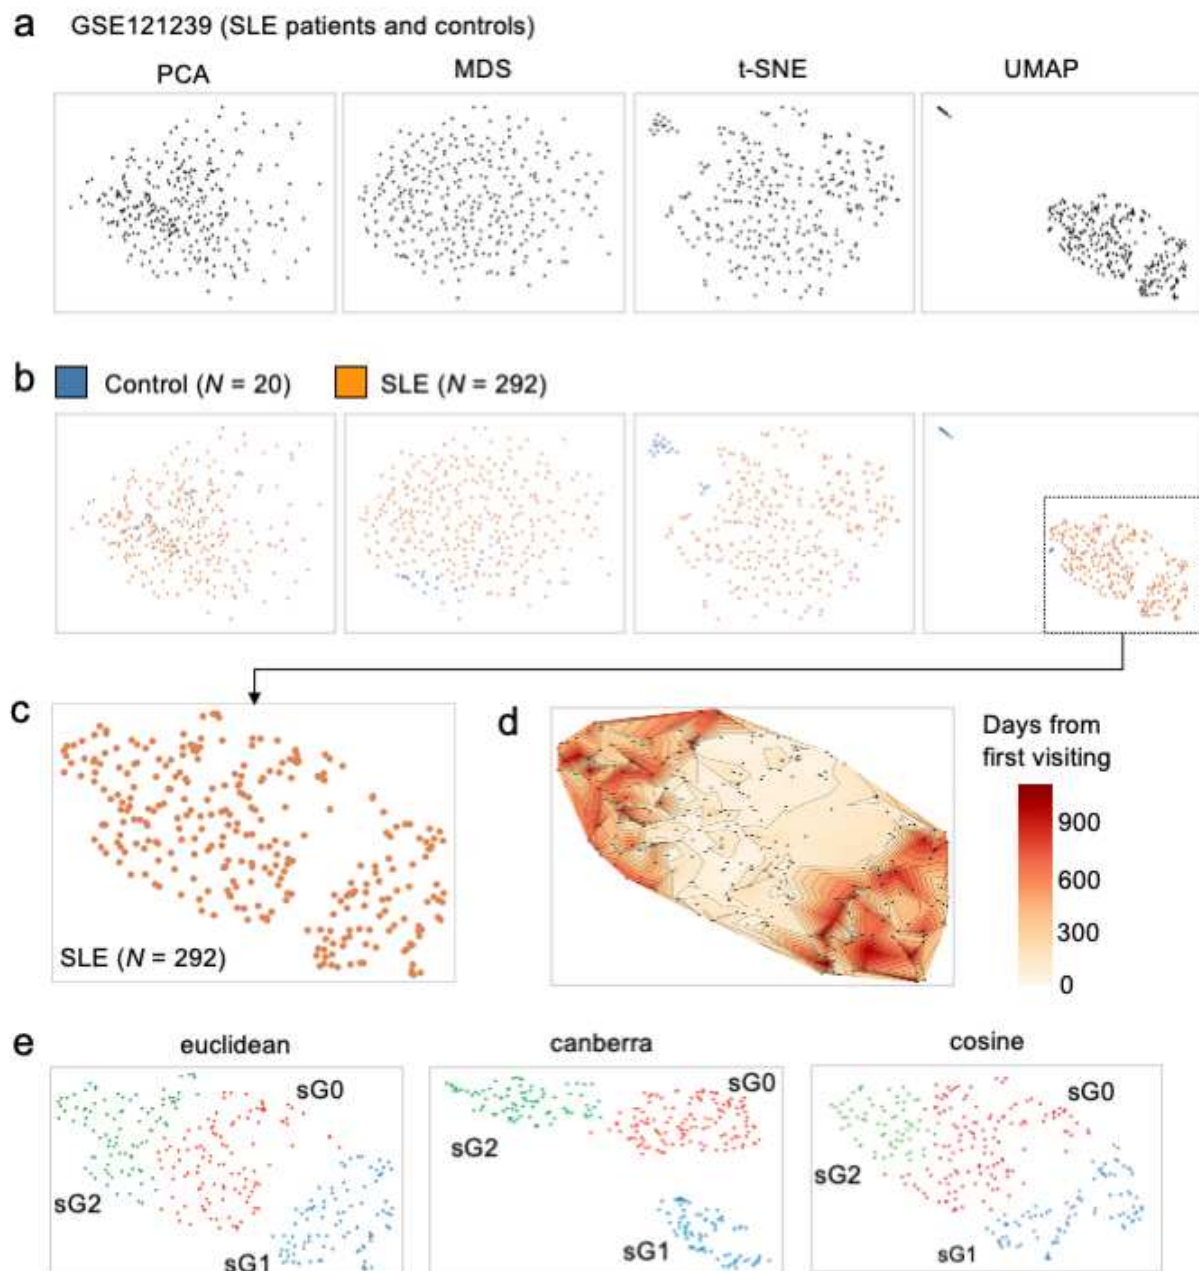 a GSE121239 (SLE patients and controls)
PCA MDS t-SNE UMAP
b Control (N = 20) SLE (N = 292)
c
SLE (N = 292)
d Days from
first visiting
900
600
300
0
e euclidean canberra cosine
sG0 sG0 sG0
sG2 sG2 sG2
sG1 sG1 sG1